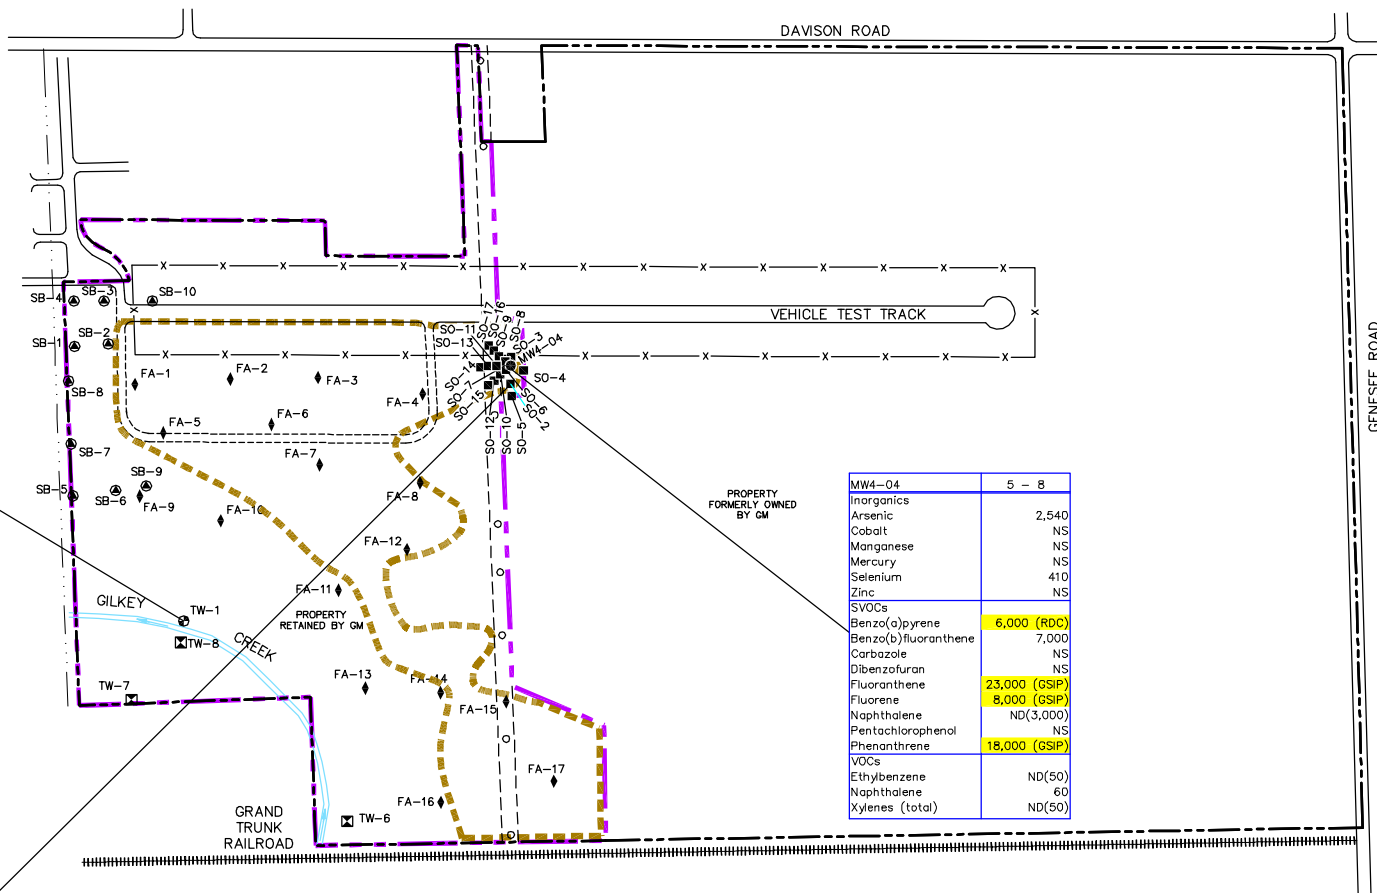 DAVISON ROAD
SB-4
SB-3
SB-10
SB-1
SB-2
SB-8
SB-7
SB-5
SB-6
SB-9
VEHICLE TEST TRACK
GENESEE ROAD
SO-17
SO-16
SO-9
SO-8
SO-11
SO-13
SO-3
MW4-04
SO-4
SO-14
SO-7
SO-15
SO-6
SO-2
SO-12
SO-10
SO-5
FA-1
FA-2
FA-3
FA-4
FA-5
FA-6
FA-7
FA-8
FA-9
FA-10
FA-11
FA-12
PROPERTY
FORMERLY OWNED
BY GM
PROPERTY
RETAINED BY GM
GILKEY
CREEK
TW-1
TW-8
TW-7
FA-13
FA-14
FA-15
FA-17
FA-16
TW-6
GRAND
TRUNK
RAILROAD
MW4-04 5 - 8
Inorganics
Arsenic 2,540
Cobalt NS
Manganese NS
Mercury NS
Selenium 410
Zinc NS
SVOCs
Benzo(a)pyrene 6,000 (RDC)
Benzo(b)fluoranthene 7,000
Carbazole NS
Dibenzofuran NS
Fluoranthene 23,000 (GSIP)
Fluorene 8,000 (GSIP)
Naphthalene ND(3,000)
Pentachlorophenol NS
Phenanthrene 18,000 (GSIP)
VOCs
Ethylbenzene ND(50)
Naphthalene 60
Xylenes (total) ND(50)